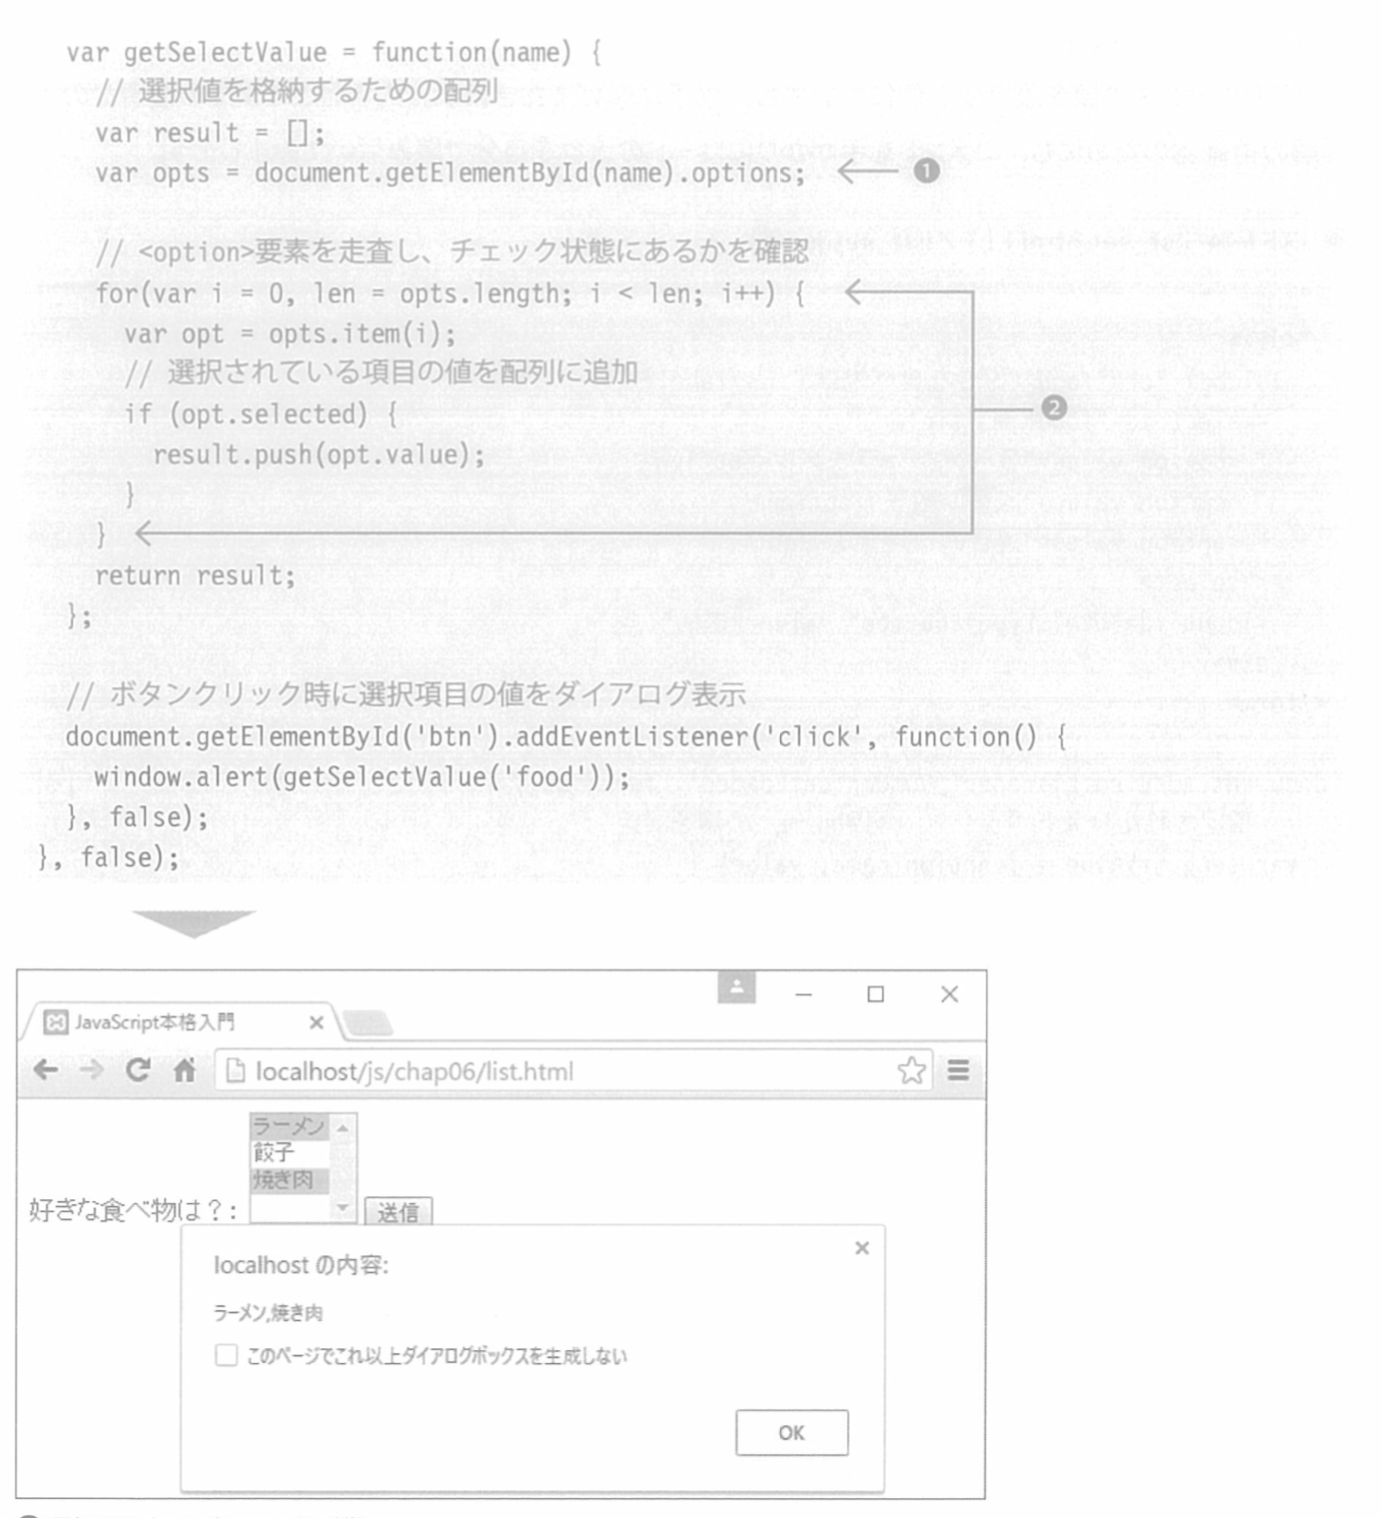 var getSelectValue = function(name) {
// 選択値を格納するための配列
var result = [];
var opts = document.getElementById(name).options; ← ❶
// <option>要素を走査し、チェック状態にあるかを確認
for(var i = 0, len = opts.length; i < len; i++) { ←
var opt = opts.item(i);
// 選択されている項目の値を配列に追加
if (opt.selected) {
❷
result.push(opt.value);
}
} ←
return result;
};
// ボタンクリック時に選択項目の値をダイアログ表示
document.getElementById('btn').addEventListener('click', function() {
window.alert(getSelectValue('food'));
}, false);
}, false);
JavaScript本格入門
localhost/js/chap06/list.html
ラーメン
餃子
焼き肉
好きな食べ物は？: 送信
localhost の内容:
ラーメン,焼き肉
このページでこれ以上ダイアログボックスを生成しない
OK